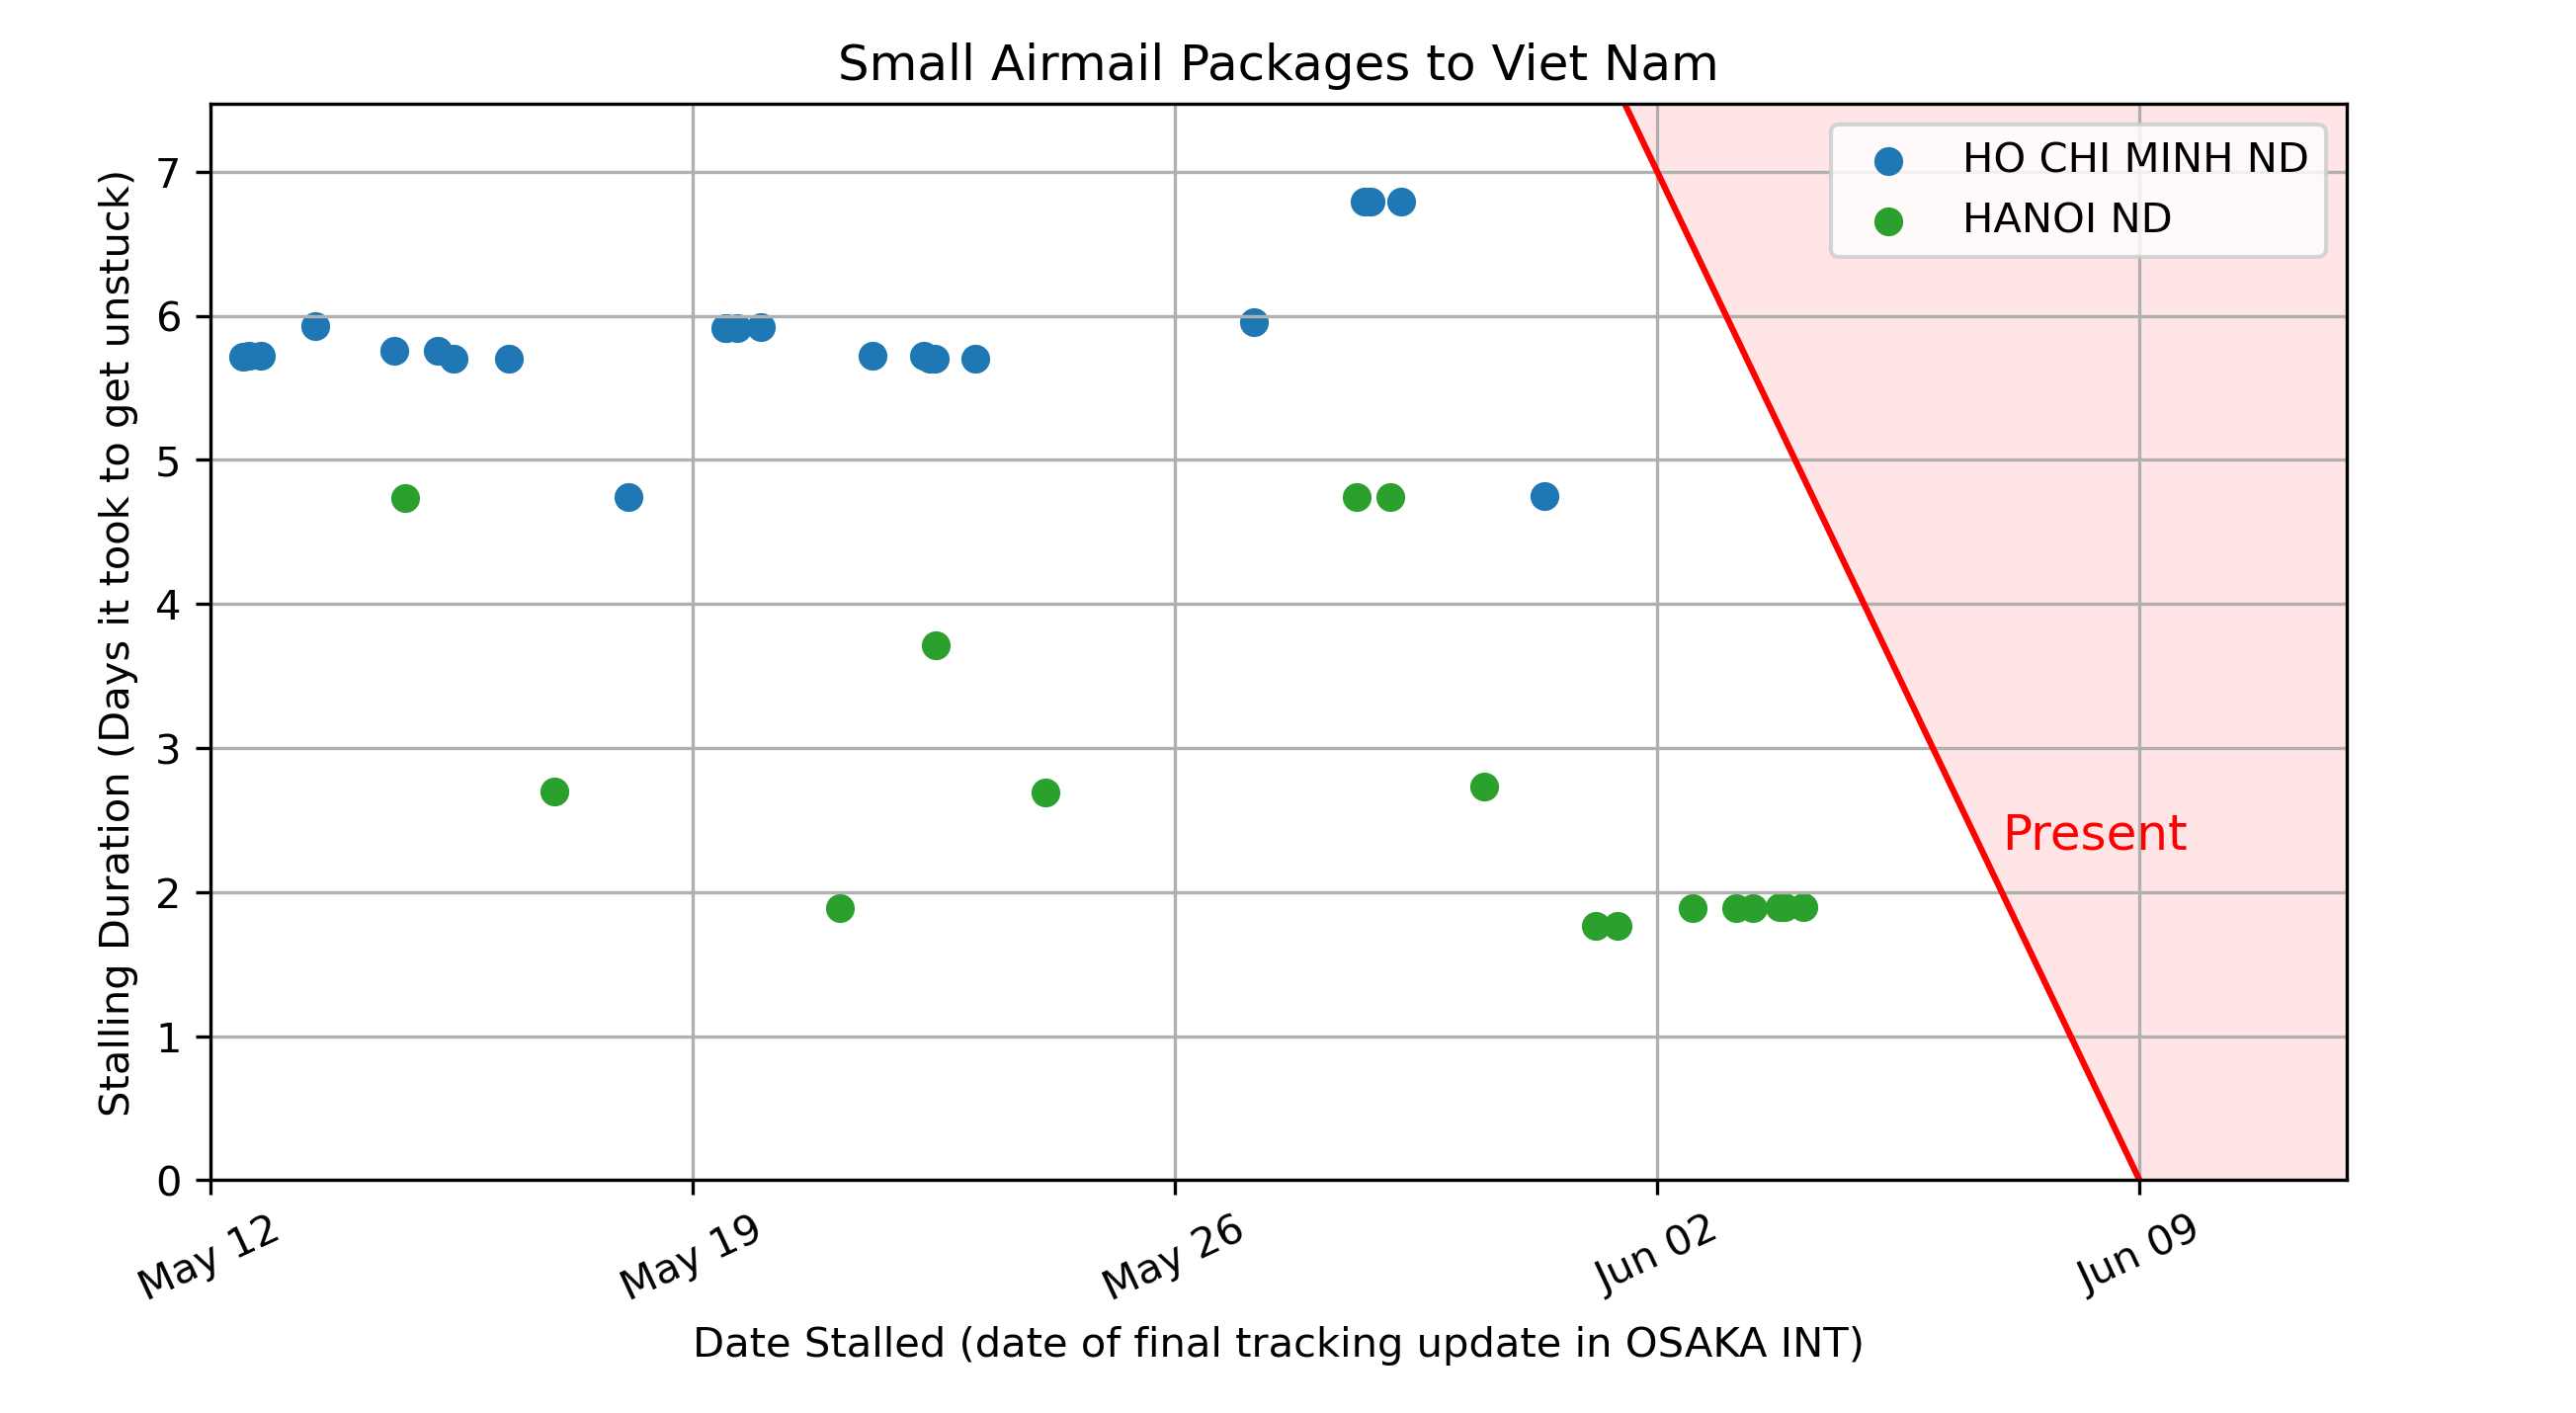 Small Airmail Packages to Viet Nam
HO CHI MINH ND
HANOI ND
Present
Stalling Duration (Days it took to get unstuck)
7
6
5
4
3
2
1
0
May 12
May 19
May 26
Jun 02
Jun 09
Date Stalled (date of final tracking update in OSAKA INT)